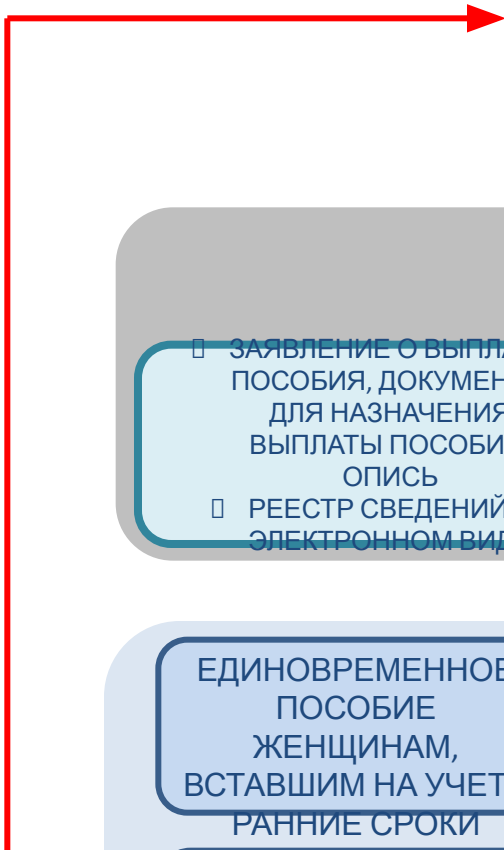 ЗАЯВЛЕНИЕ О ВЫПЛА
ПОСОБИЯ, ДОКУМЕН
ДЛЯ НАЗНАЧЕНИЯ
ВЫПЛАТЫ ПОСОБИ
ОПИСЬ
РЕЕСТР СВЕДЕНИЙ
ЭЛЕКТРОННОМ ВИД
ЕДИНОВРЕМЕННОЕ
ПОСОБИЕ
ЖЕНЩИНАМ,
ВСТАВШИМ НА УЧЕТ
РАННИЕ СРОКИ